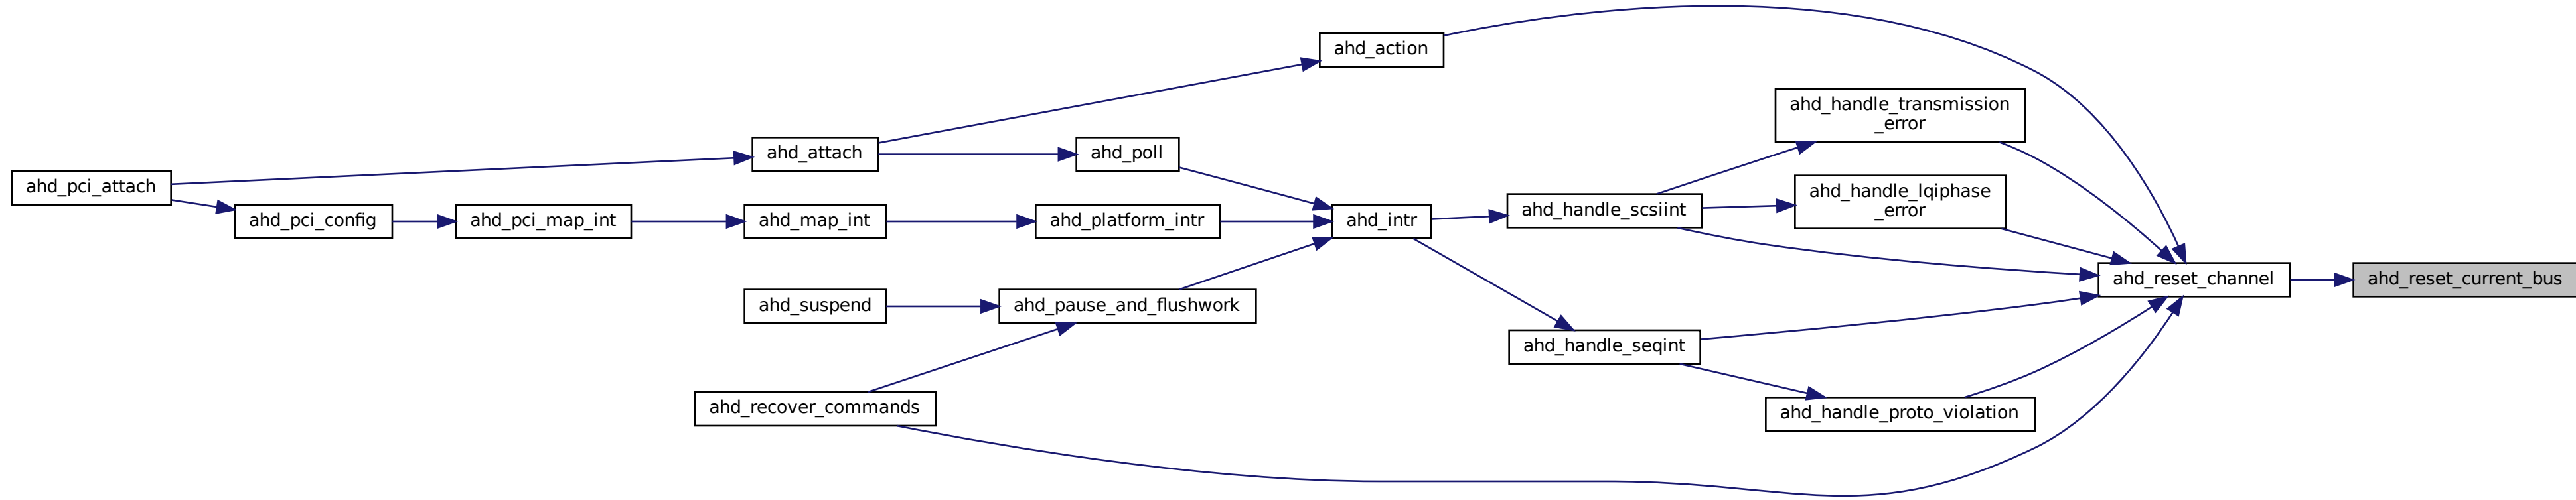 ahd_action
ahd_handle_transmission
_error
ahd_attach
ahd_poll
ahd_pci_attach
ahd_handle_lqiphase
_error
ahd_handle_scsiint
ahd_pci_config
ahd_pci_map_int
ahd_map_int
ahd_platform_intr
ahd_intr
ahd_reset_channel
ahd_reset_current_bus
ahd_suspend
ahd_pause_and_flushwork
ahd_handle_seqint
ahd_recover_commands
ahd_handle_proto_violation